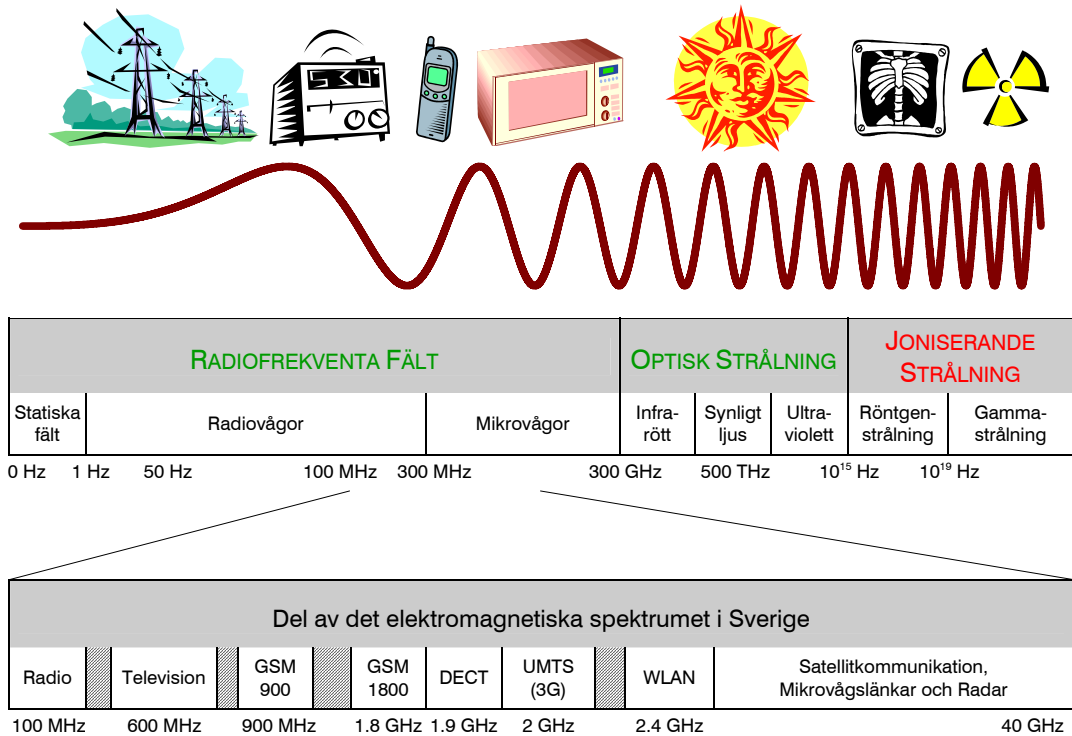 RADIOFREKVENTA FÄLT
OPTISK STRÅLNING
JONISERANDE
STRÅLNING
Statiska
fält
Radiovågor
Mikrovågor
Infra-
rött
Synligt
ljus
Ultra-
violett
Röntgen-
strålning
Gamma-
strålning
0 Hz 1 Hz 50 Hz 100 MHz 300 MHz 300 GHz 500 THz 10¹⁵ Hz 10¹⁹ Hz
Del av det elektromagnetiska spektrumet i Sverige
Radio
Television
GSM
900
GSM
1800
DECT
UMTS
(3G)
WLAN
Satellitkommunikation,
Mikrovågslänkar och Radar
100 MHz 600 MHz 900 MHz 1.8 GHz 1.9 GHz 2 GHz 2.4 GHz 40 GHz